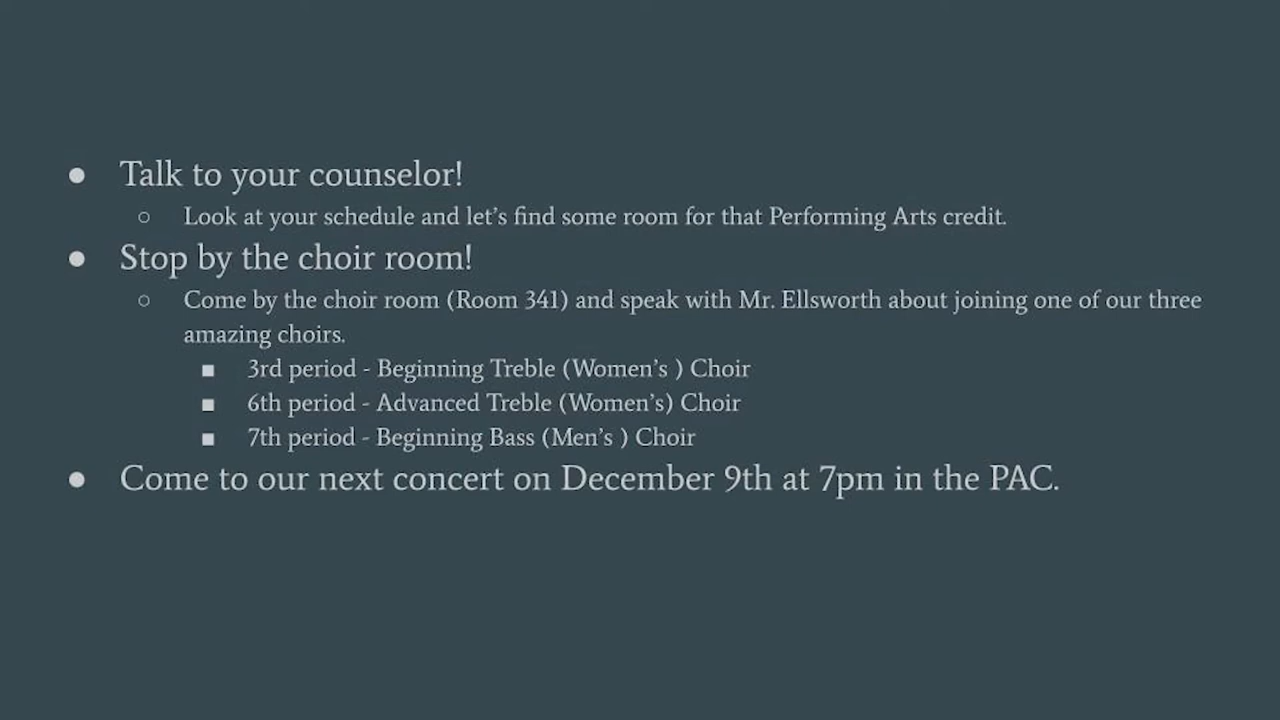 ● Talk to your counselor!
○ Look at your schedule and let’s find some room for that Performing Arts credit.
● Stop by the choir room!
○ Come by the choir room (Room 341) and speak with Mr. Ellsworth about joining one of our three
amazing choirs.
■ 3rd period - Beginning Treble (Women’s ) Choir
■ 6th period - Advanced Treble (Women’s) Choir
■ 7th period - Beginning Bass (Men’s ) Choir
● Come to our next concert on December 9th at 7pm in the PAC.